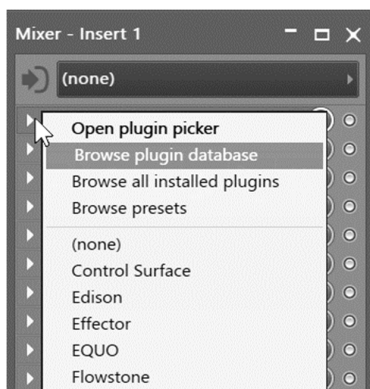 Mixer - Insert 1
(none)
Open plugin picker
Browse plugin database
Browse all installed plugins
Browse presets
(none)
Control Surface
Edison
Effector
EQUO
Flowstone